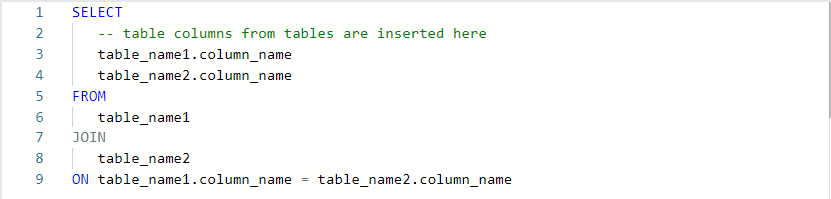 1 SELECT
2 -- table columns from tables are inserted here
3 table_name1.column_name
4 table_name2.column_name
5 FROM
6 table_name1
7 JOIN
8 table_name2
9 ON table_name1.column_name = table_name2.column_name